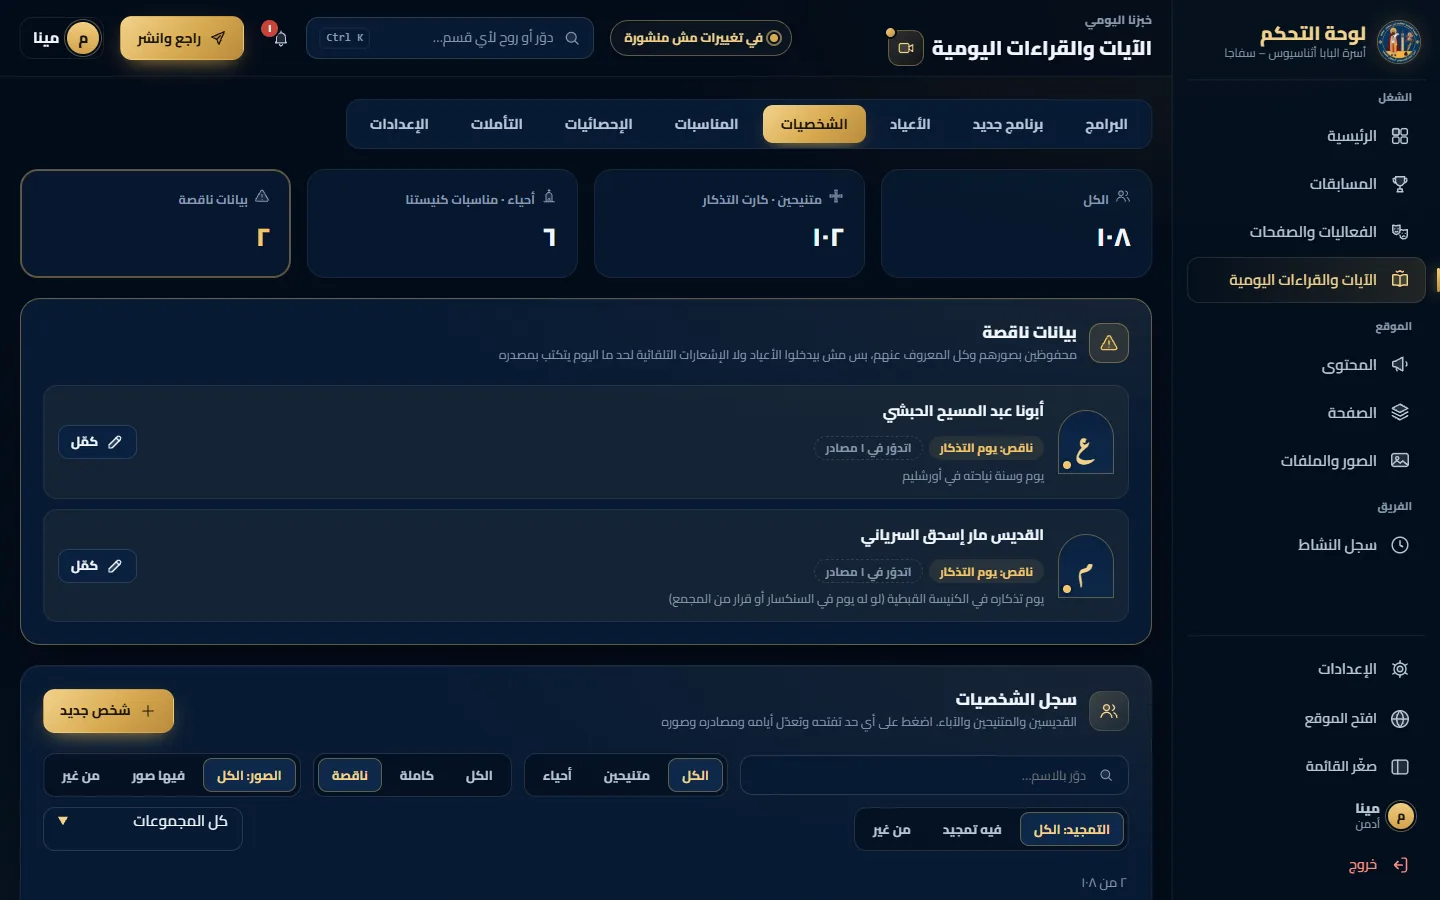 لوحة التحكم
أسرة البابا أثناسيوس – سفاجا
الشغل
الرئيسية
المسابقات
الفعاليات والصفحات
الآيات والقراءات اليومية
الموقع
المحتوى
الصفحة
الصور والملفات
الفريق
سجل النشاط
الإعدادات
افتح الموقع
صغّر القائمة
م
مينا
أدمن
خروج
خبزنا اليومي
الآيات والقراءات اليومية
في تغييرات مش منشورة
دوّر أو روح لأي قسم...
Ctrl K
١
راجع وانشر
م
مينا
البرامج
برنامج جديد
الأعياد
الشخصيات
المناسبات
الإحصائيات
التأملات
الإعدادات
الكل
١٠٨
متنيحين · كارت التذكار
١٠٢
أحياء · مناسبات كنيستنا
٦
بيانات ناقصة
٢
بيانات ناقصة
محفوظين بصورهم وكل المعروف عنهم، بس مش بيدخلوا الأعياد ولا الإشعارات التلقائية لحد ما اليوم يتكتب بمصدره
ع
أبونا عبد المسيح الحبشي
ناقص: يوم التذكار
اتدوّر في ١ مصادر
يوم وسنة نياحته في أورشليم
كمّل
م
القديس مار إسحق السرياني
ناقص: يوم التذكار
اتدوّر في ١ مصادر
يوم تذكاره في الكنيسة القبطية (لو له يوم في السنكسار أو قرار من المجمع)
كمّل
سجل الشخصيات
القديسين والمتنيحين والآباء. اضغط على أي حد تفتحه وتعدّل أيامه ومصادره وصوره
شخص جديد
دوّر بالاسم...
الكل
متنيحين
أحياء
الكل
كاملة
ناقصة
الصور: الكل
فيها صور
من غير
التمجيد: الكل
فيه تمجيد
من غير
كل المجموعات
٢ من ١٠٨